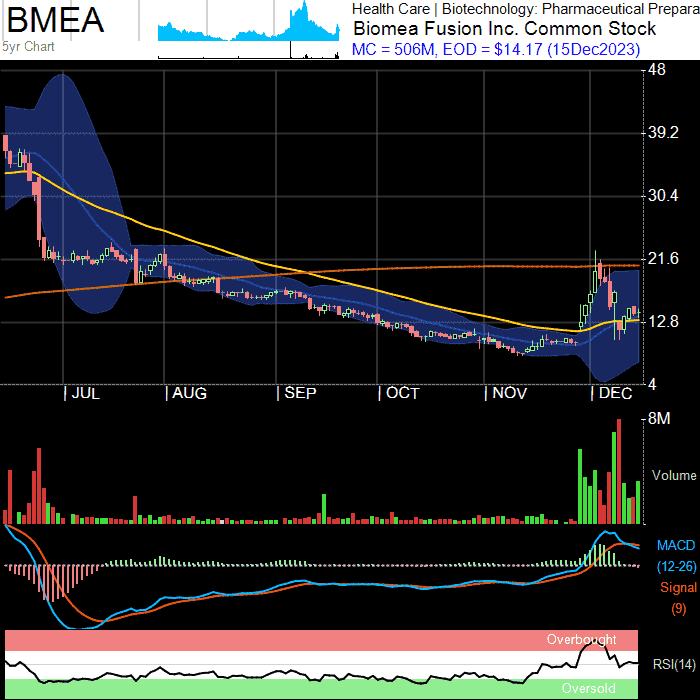 BMEA
5yr Chart
Health Care | Biotechnology: Pharmaceutical Prepara
Biomea Fusion Inc. Common Stock
MC = 506M, EOD = $14.17 (15Dec2023)
48
39.2
30.4
21.6
12.8
4
| JUL | AUG | SEP | OCT | NOV | DEC
8M
Volume
MACD
(12-26)
Signal
(9)
Overbought
RSI(14)
Oversold